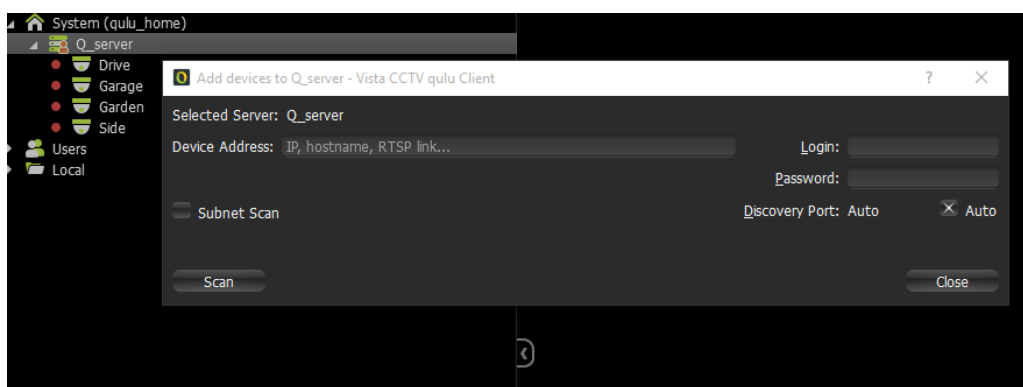 System (qulu_home)
Q_server
Drive
Garage
Garden
Side
Users
Local
Add devices to Q_server - Vista CCTV qulu Client
Selected Server: Q_server
Device Address: IP, hostname, RTSP link... Login:
Password:
Subnet Scan Discovery Port: Auto Auto
Scan Close